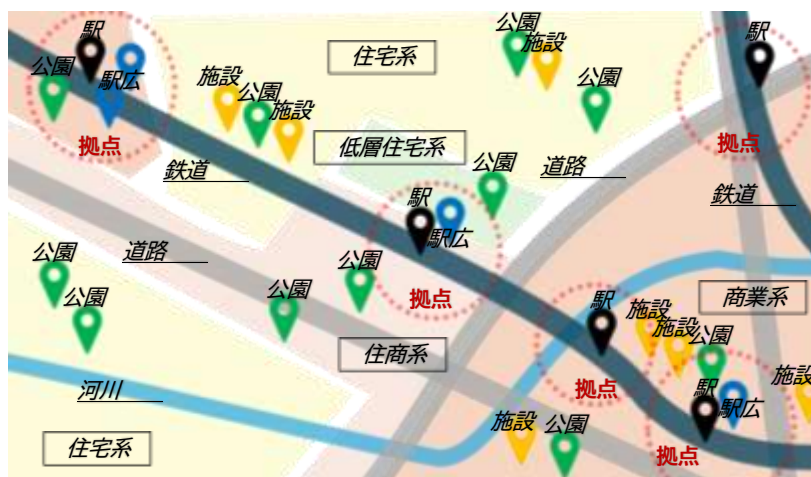 駅
公園
駅広
拠点
鉄道
施設
公園
施設
住宅系
低層住宅系
公園
施設
公園
道路
駅
拠点
鉄道
駅
駅広
拠点
道路
公園
公園
公園
公園
住商系
河川
住宅系
駅
拠点
施設
施設
公園
商業系
駅
駅広
拠点
施設
公園
施設